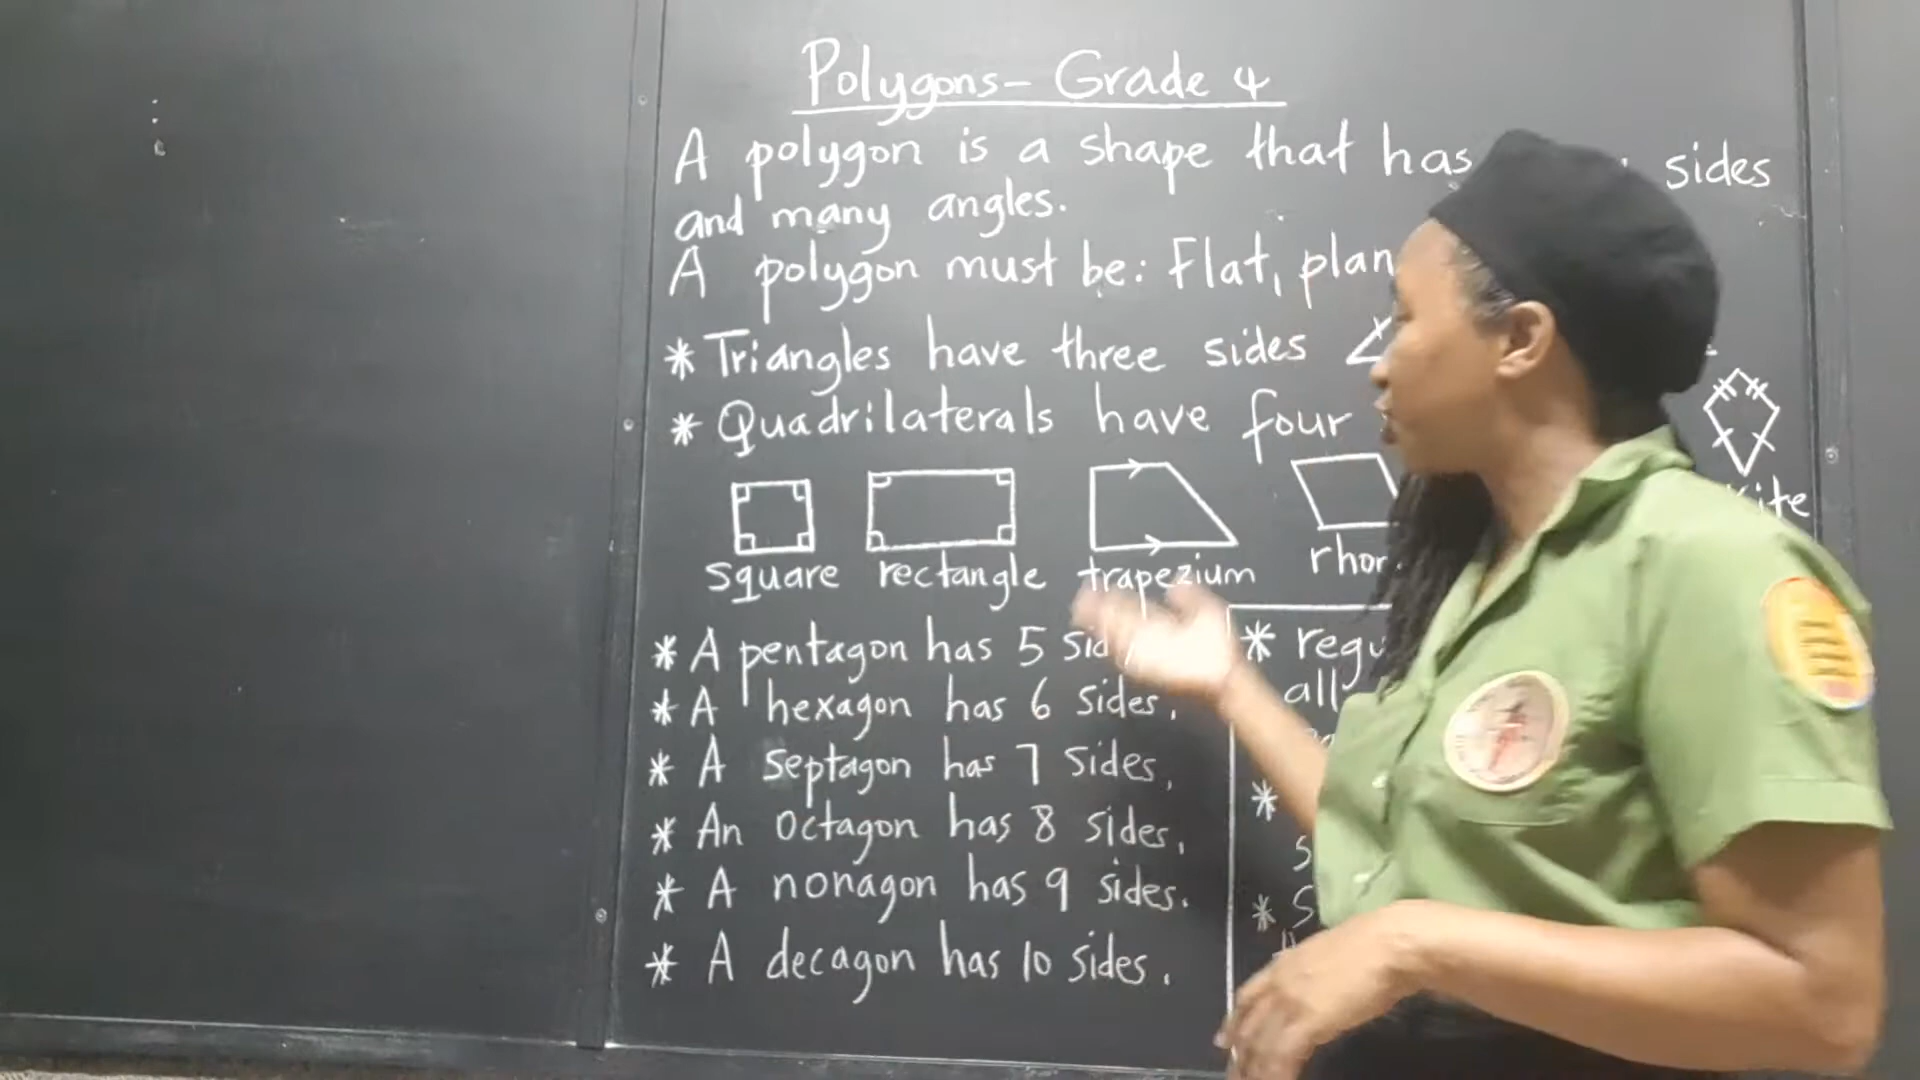 Polygons- Grade 4
A polygon is a shape that has sides
and many angles.
A polygon must be: Flat, plan
* Triangles have three sides
* Quadrilaterals have four
square rectangle trapezium rho kite
* A pentagon has 5 sid
* A hexagon has 6 sides.
* A septagon has 7 sides.
* An octagon has 8 sides.
* A nonagon has 9 sides.
* A decagon has 10 sides.
* regu
all
*
s
* S